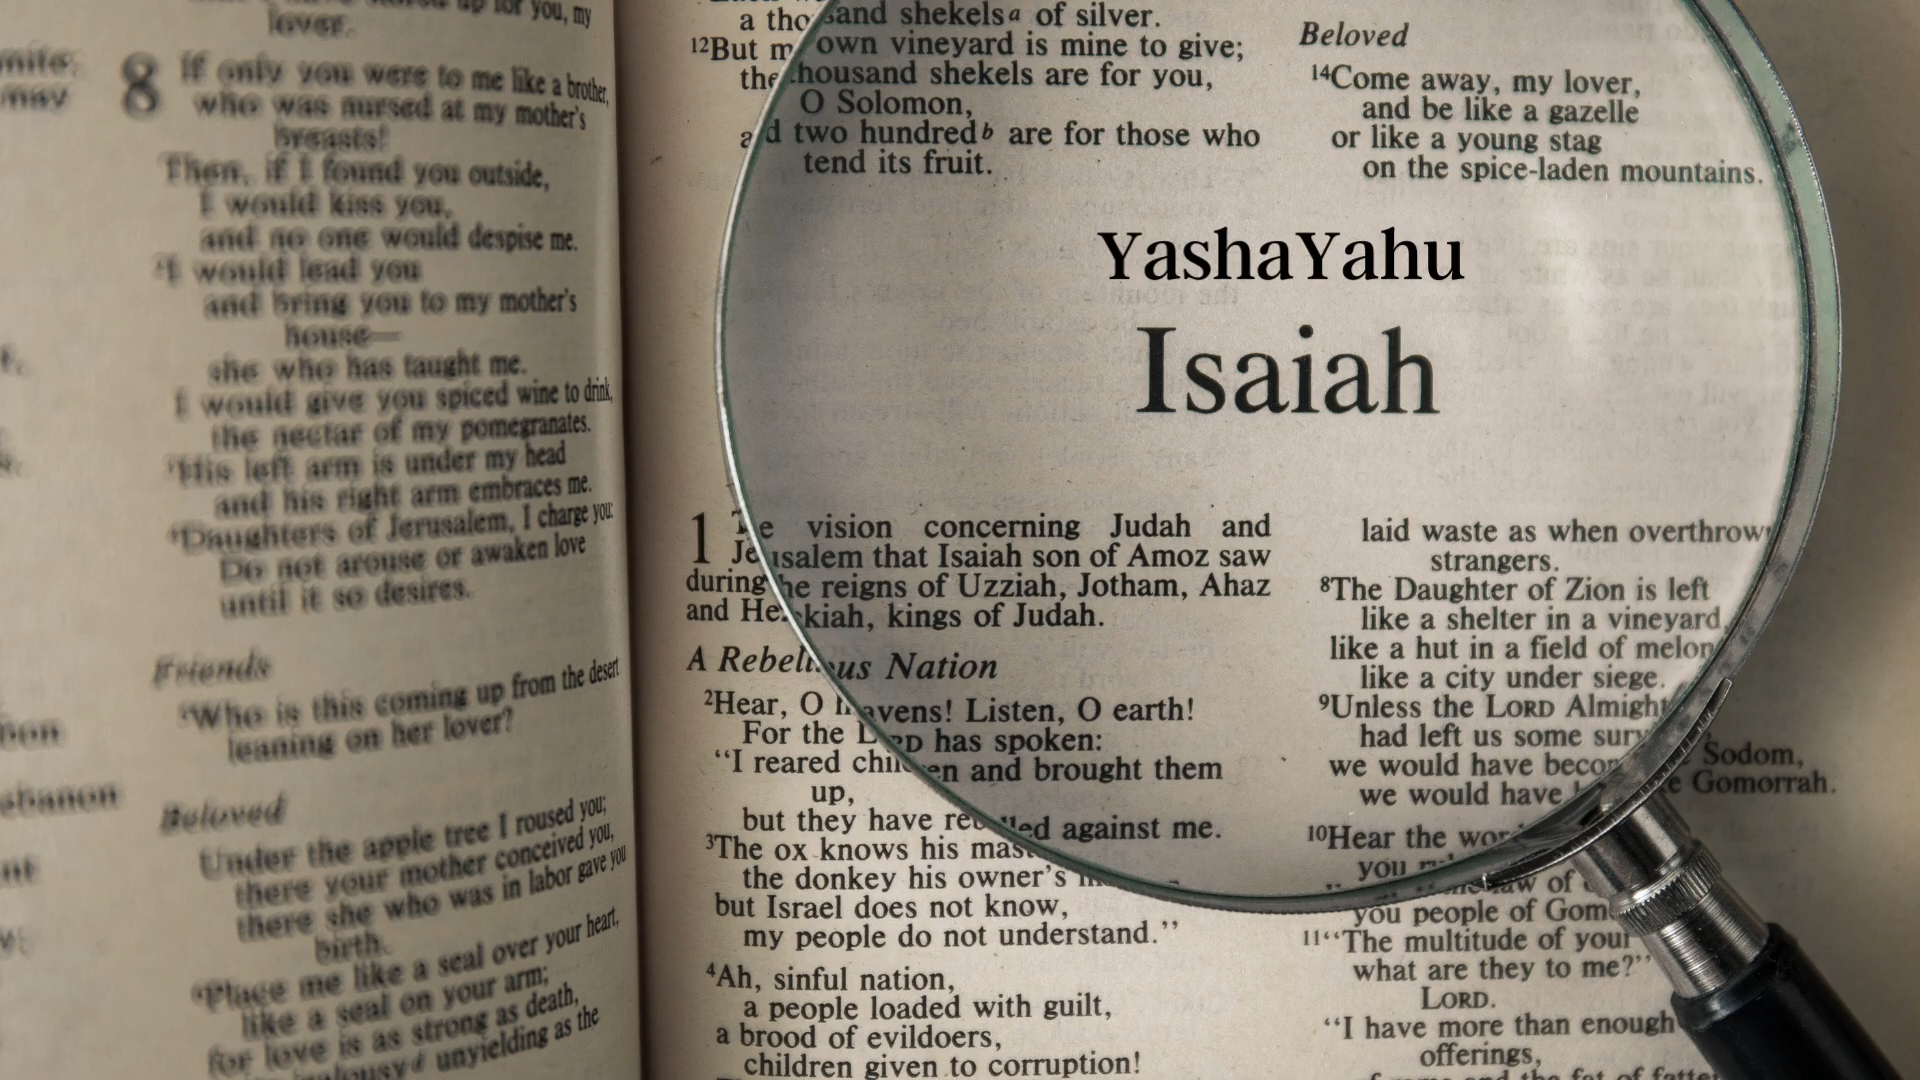 up for you, my
lover.
mite,
may
8 If only you were to me like a brother,
who was nursed at my mother's
breasts!
Then, if I found you outside,
I would kiss you,
and no one would despise me.
I would lead you
and bring you to my mother's
house—
she who has taught me.
I would give you spiced wine to drink,
the nectar of my pomegranates.
His left arm is under my head
and his right arm embraces me.
Daughters of Jerusalem, I charge you:
Do not arouse or awaken love
until it so desires.
Friends
Who is this coming up from the desert
leaning on her lover?
Beloved
Under the apple tree I roused you;
there your mother conceived you,
there she who was in labor gave you
birth.
Place me like a seal over your heart,
like a seal on your arm;
for love is as strong as death,
unyielding as the
a thousand shekels a of silver.
12But my own vineyard is mine to give;
the thousand shekels are for you,
O Solomon,
and two hundred b are for those who
tend its fruit.
Beloved
14Come away, my lover,
and be like a gazelle
or like a young stag
on the spice-laden mountains.
YashaYahu
Isaiah
1 The vision concerning Judah and
Jerusalem that Isaiah son of Amoz saw
during the reigns of Uzziah, Jotham, Ahaz
and Hezekiah, kings of Judah.
A Rebellious Nation
2Hear, O heavens! Listen, O earth!
For the LORD has spoken:
“I reared children and brought them
up,
but they have rebelled against me.
3The ox knows his mas
the donkey his owner's
but Israel does not know,
my people do not understand.”
4Ah, sinful nation,
a people loaded with guilt,
a brood of evildoers,
children given to corruption!
laid waste as when overthrow
strangers.
8The Daughter of Zion is left
like a shelter in a vineyard,
like a hut in a field of melon
like a city under siege.
9Unless the LORD Almight
had left us some surv
we would have becom Sodom,
we would have Gomorrah.
10Hear the wor
you
law of
you people of Gom
11“The multitude of your
what are they to me?”
LORD.
“I have more than enough
offerings,